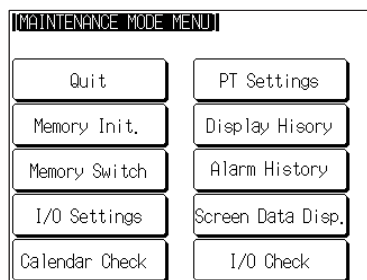 [MAINTENANCE MODE MENU]
Quit
PT Settings
Memory Init.
Display Hisory
Memory Switch
Alarm History
I/O Settings
Screen Data Disp.
Calendar Check
I/O Check